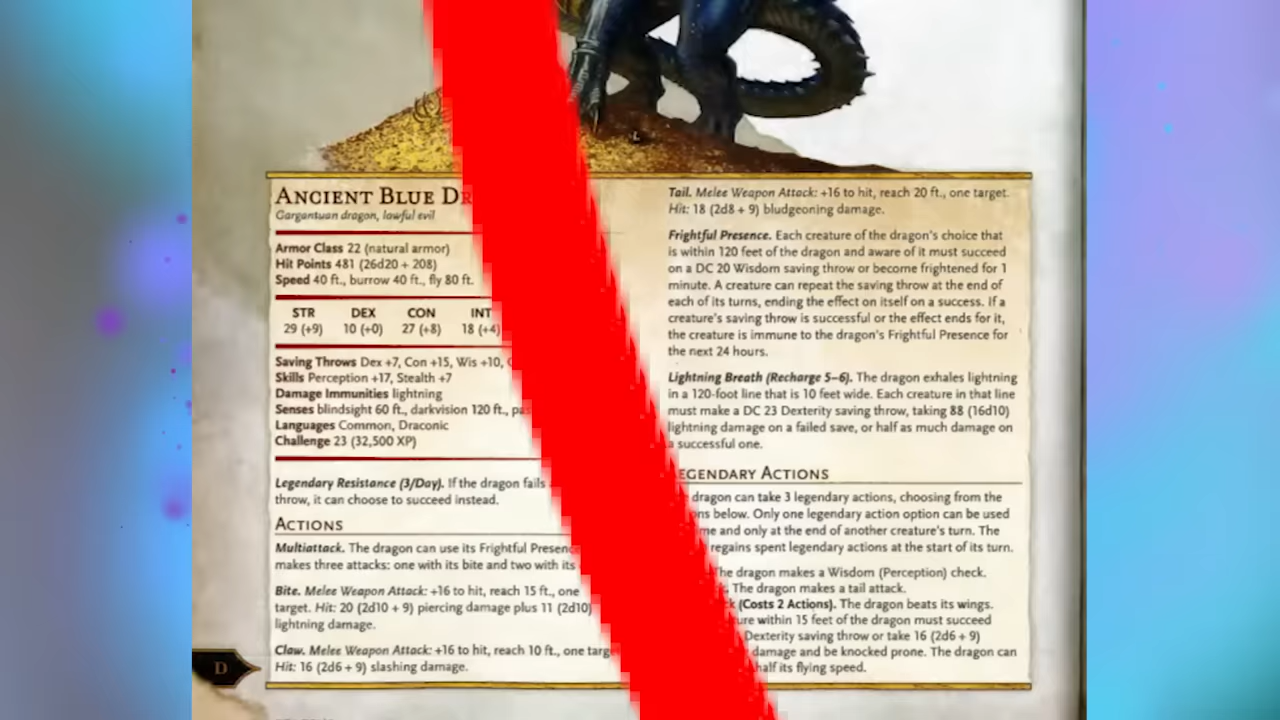 ANCIENT BLUE DR
Gargantuan dragon, lawful evil
Armor Class 22 (natural armor)
Hit Points 481 (26d20 + 208)
Speed 40 ft., burrow 40 ft., fly 80 ft.
STR DEX CON INT
29 (+9) 10 (+0) 27 (+8) 18 (+4)
Saving Throws Dex +7, Con +15, Wis +10,
Skills Perception +17, Stealth +7
Damage Immunities lightning
Senses blindsight 60 ft., darkvision 120 ft.,
Languages Common, Draconic
Challenge 23 (32,500 XP)
Legendary Resistance (3/Day). If the dragon fails
throw, it can choose to succeed instead.
ACTIONS
Multiattack. The dragon can use its Frightful Presenc
makes three attacks: one with its bite and two with its
Bite. Melee Weapon Attack: +16 to hit, reach 15 ft., one
target. Hit: 20 (2d10 + 9) piercing damage plus 11 (2d10)
lightning damage.
Claw. Melee Weapon Attack: +16 to hit, reach 10 ft., one targe
Hit: 16 (2d6 + 9) slashing damage.
D
Tail. Melee Weapon Attack: +16 to hit, reach 20 ft., one target.
Hit: 18 (2d8 + 9) bludgeoning damage.
Frightful Presence. Each creature of the dragon's choice that
is within 120 feet of the dragon and aware of it must succeed
on a DC 20 Wisdom saving throw or become frightened for 1
minute. A creature can repeat the saving throw at the end of
each of its turns, ending the effect on itself on a success. If a
creature's saving throw is successful or the effect ends for it,
the creature is immune to the dragon's Frightful Presence for
the next 24 hours.
Lightning Breath (Recharge 5–6). The dragon exhales lightning
in a 120-foot line that is 10 feet wide. Each creature in that line
must make a DC 23 Dexterity saving throw, taking 88 (16d10)
lightning damage on a failed save, or half as much damage on
a successful one.
EGENDARY ACTIONS
dragon can take 3 legendary actions, choosing from the
ons below. Only one legendary action option can be used
me and only at the end of another creature's turn. The
regains spent legendary actions at the start of its turn.
The dragon makes a Wisdom (Perception) check.
The dragon makes a tail attack.
k (Costs 2 Actions). The dragon beats its wings.
ure within 15 feet of the dragon must succeed
Dexterity saving throw or take 16 (2d6 + 9)
damage and be knocked prone. The dragon can
half its flying speed.